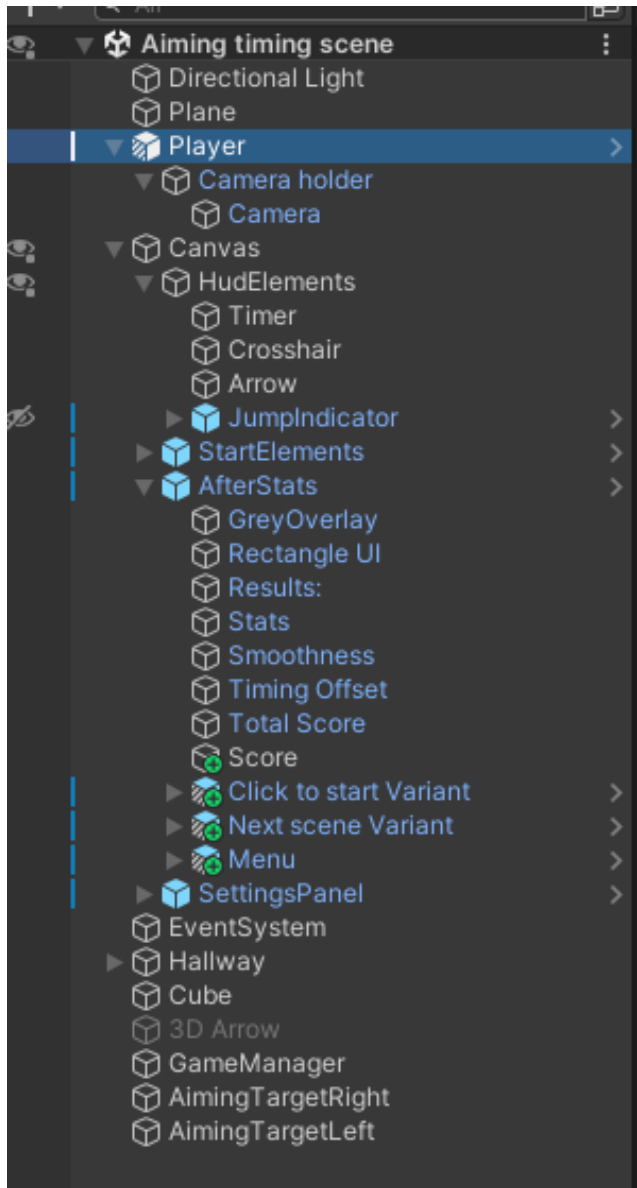 All
Aiming timing scene
Directional Light
Plane
Player
Camera holder
Camera
Canvas
HudElements
Timer
Crosshair
Arrow
JumpIndicator
StartElements
AfterStats
GreyOverlay
Rectangle UI
Results:
Stats
Smoothness
Timing Offset
Total Score
Score
Click to start Variant
Next scene Variant
Menu
SettingsPanel
EventSystem
Hallway
Cube
3D Arrow
GameManager
AimingTargetRight
AimingTargetLeft